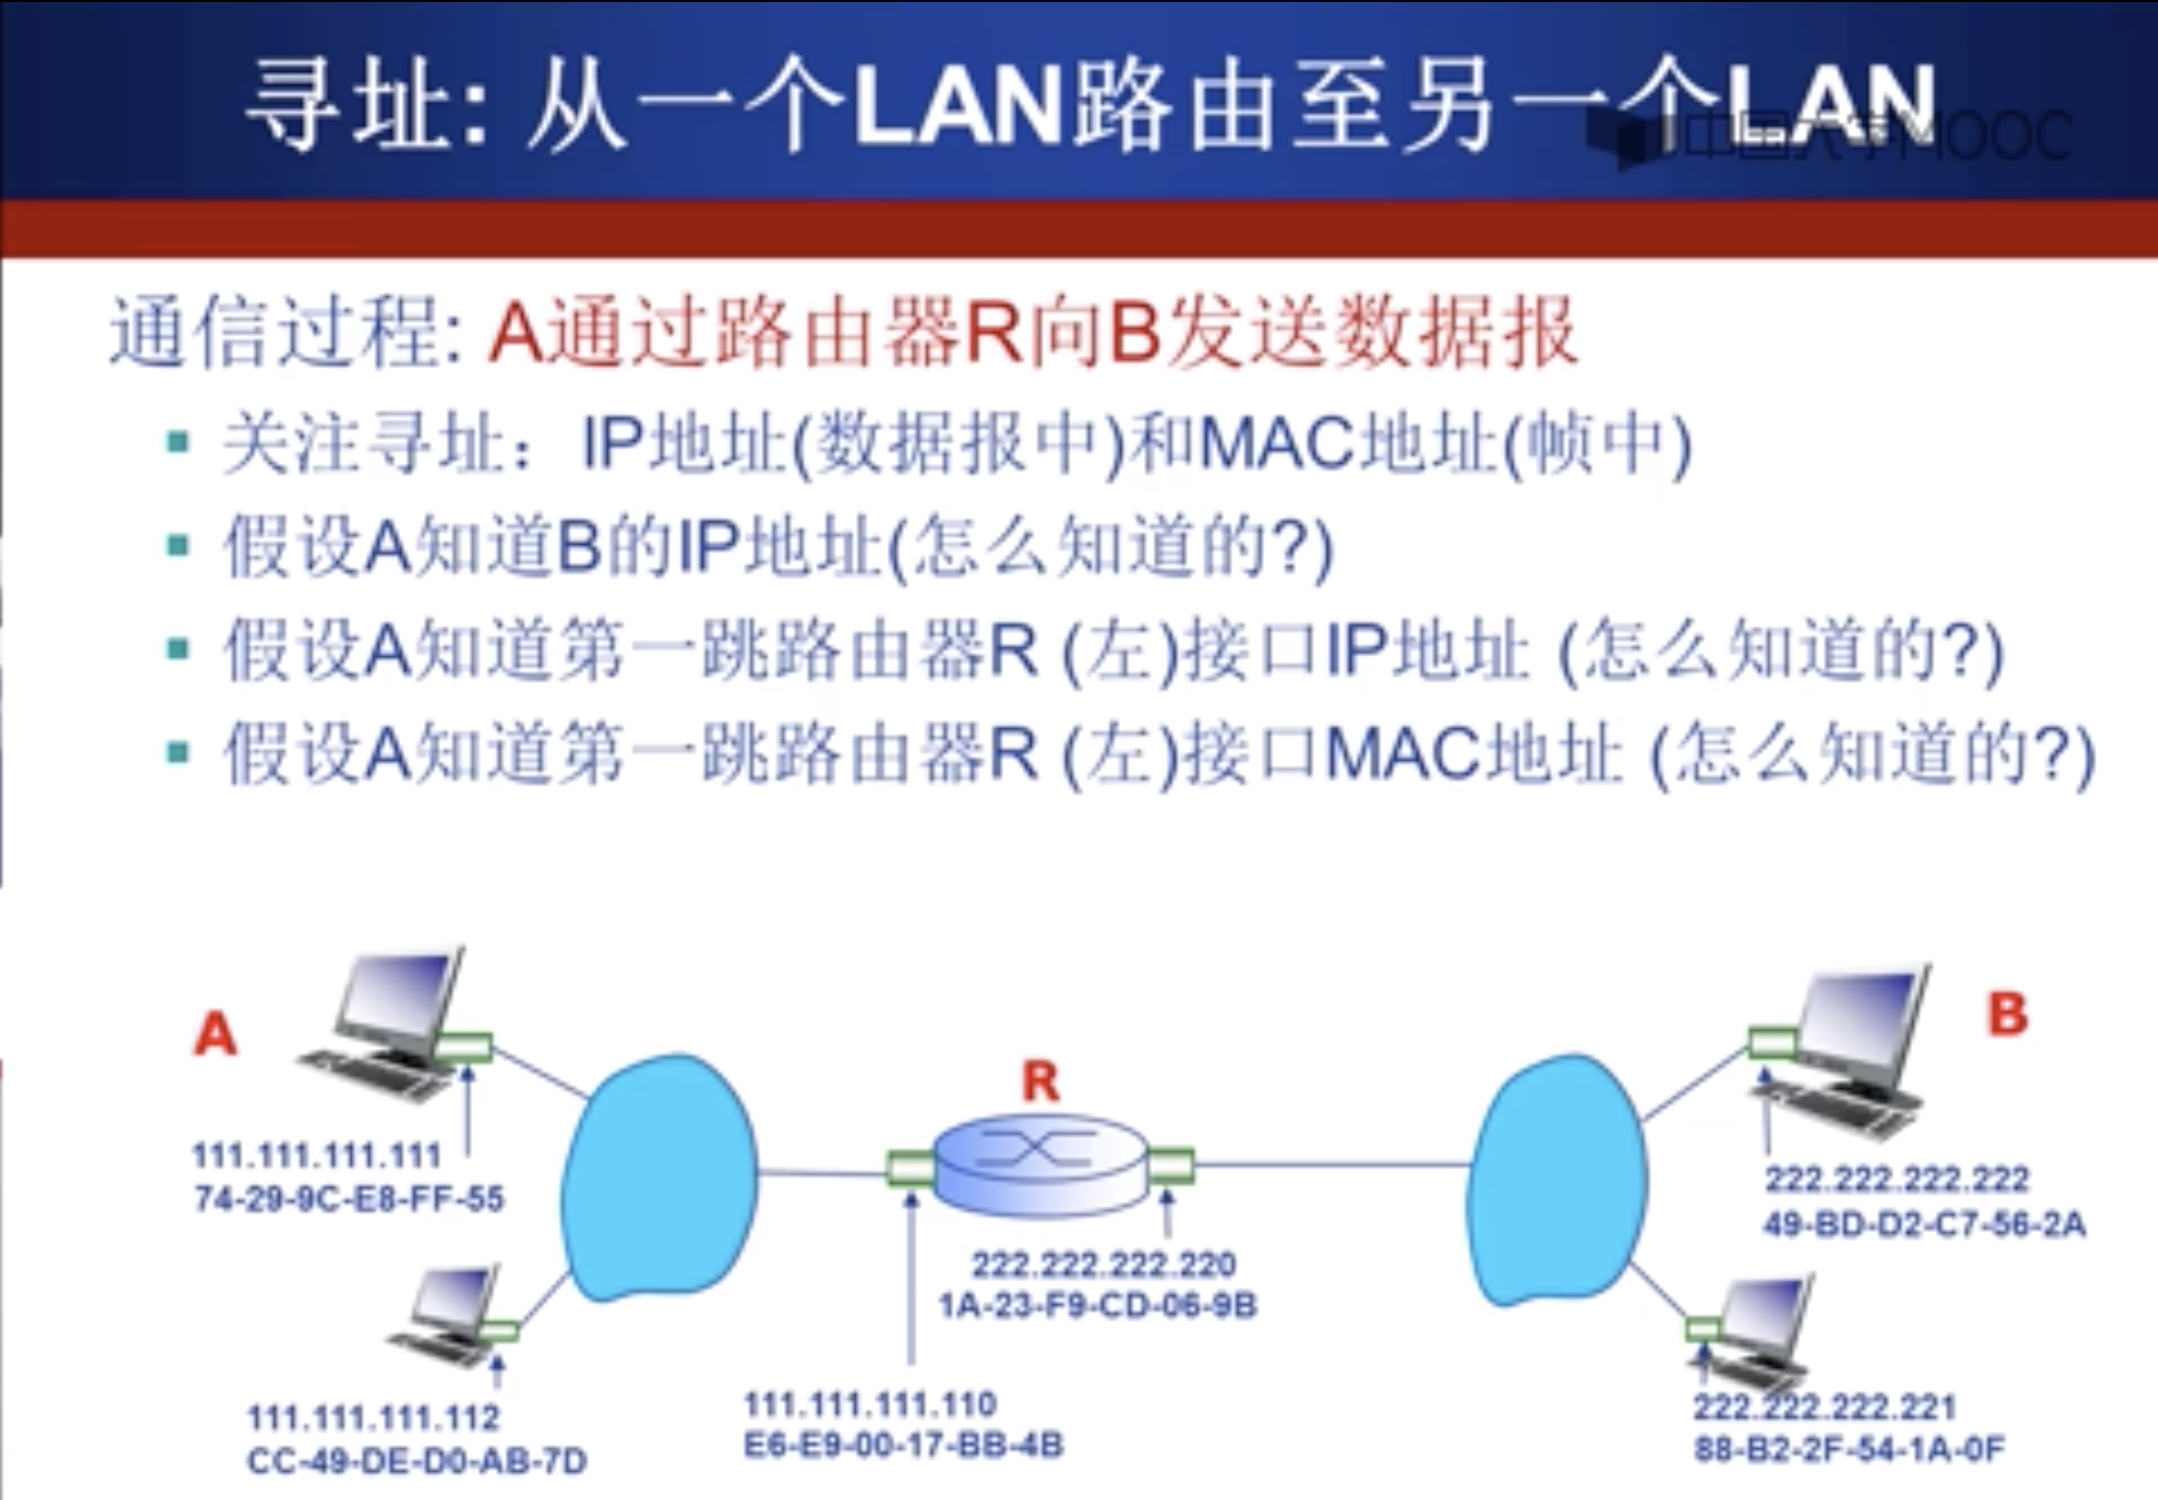 寻址: 从一个LAN路由至另一个LAN
中国大学MOOC
通信过程: A通过路由器R向B发送数据报
关注寻址：IP地址(数据报中)和MAC地址(帧中)
假设A知道B的IP地址(怎么知道的?)
假设A知道第一跳路由器R (左)接口IP地址 (怎么知道的?)
假设A知道第一跳路由器R (左)接口MAC地址 (怎么知道的?)
A
B
R
111.111.111.111
74-29-9C-E8-FF-55
222.222.222.222
49-BD-D2-C7-56-2A
222.222.222.220
1A-23-F9-CD-06-9B
111.111.111.112
CC-49-DE-D0-AB-7D
111.111.111.110
E6-E9-00-17-BB-4B
222.222.222.221
88-B2-2F-54-1A-0F